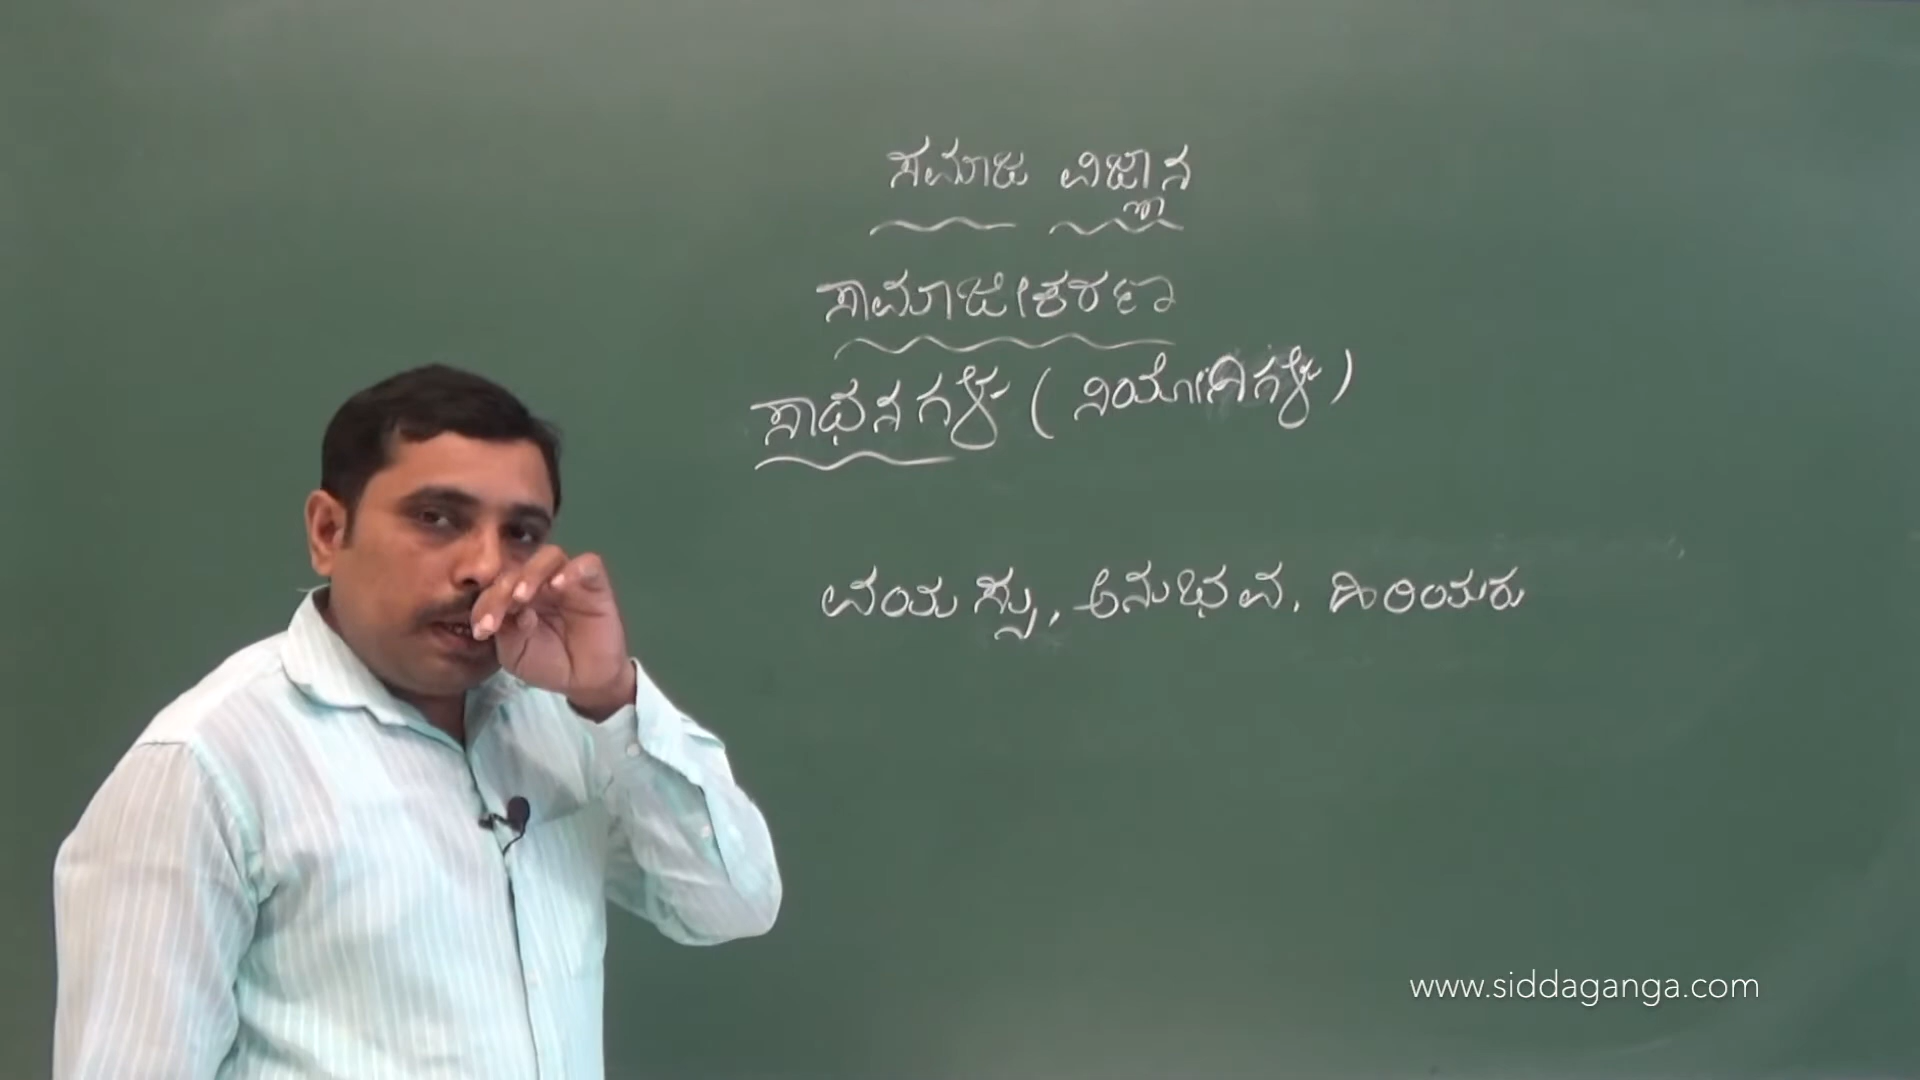 ಸಮಾಜ ವಿಜ್ಞಾನ
ಸಾಮಾಜೀಕರಣ
ಸಾಧನಗಳು ( ನಿಯೋಗಿಗಳು )
ವಯಸ್ಸು, ಅನುಭವ, ಹಿರಿಯರು
www.siddaganga.com